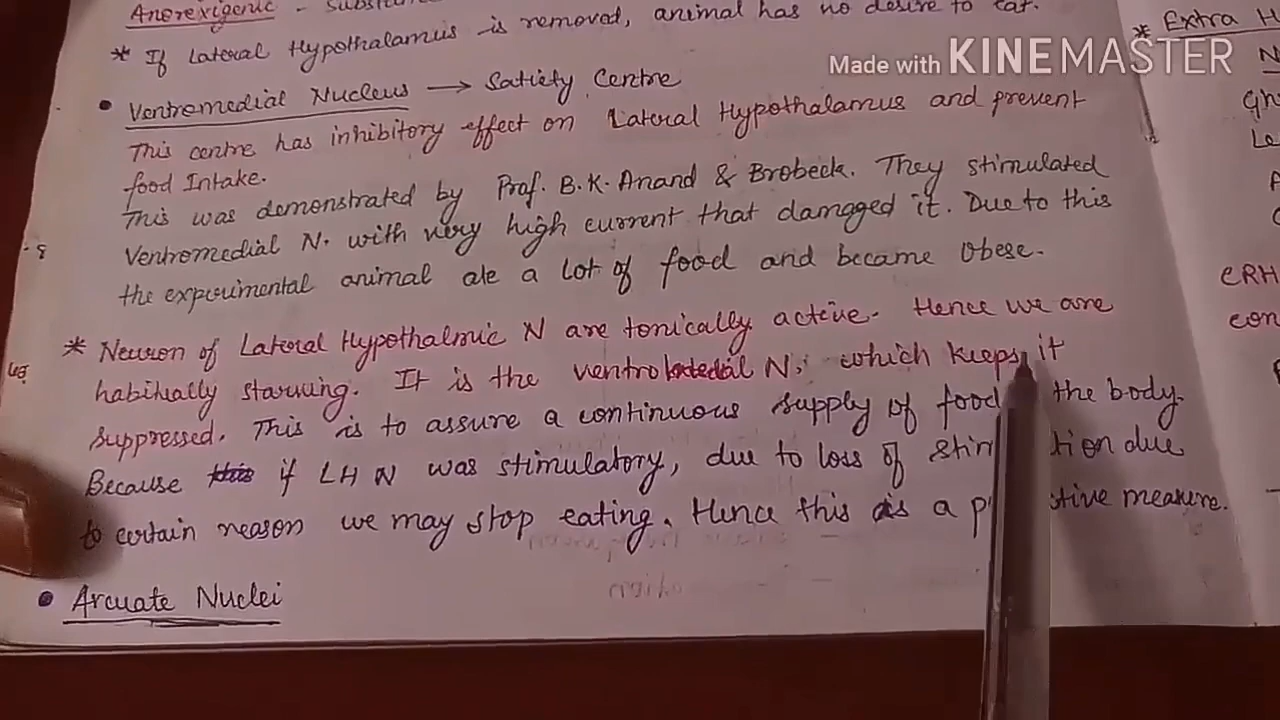 Anorexigenic -
* If Lateral Hypothalamus is removed, animal has no desire to eat.
Made with KINEMASTER
* Extra H
• Ventromedial Nucleus → Satiety Centre
This centre has inhibitory effect on Lateral Hypothalamus and prevent
food Intake.
This was demonstrated by Prof. B.K. Anand & Brobeck. They stimulated
Ventromedial N. with very high current that damaged it. Due to this
the experimental animal ate a lot of food and became Obese.
* Neuron of Lateral Hypothalmic N are tonically active. Hence we are
habitually starving. It is the N, which keeps it
suppressed. This is to assure a continuous supply of food the body.
Because if LHN was stimulatory, due to loss of stim tion due
to certain reason we may stop eating. Hence this is a p tive measure.
• Arcuate Nuclei
Gh
Le
CRH
con